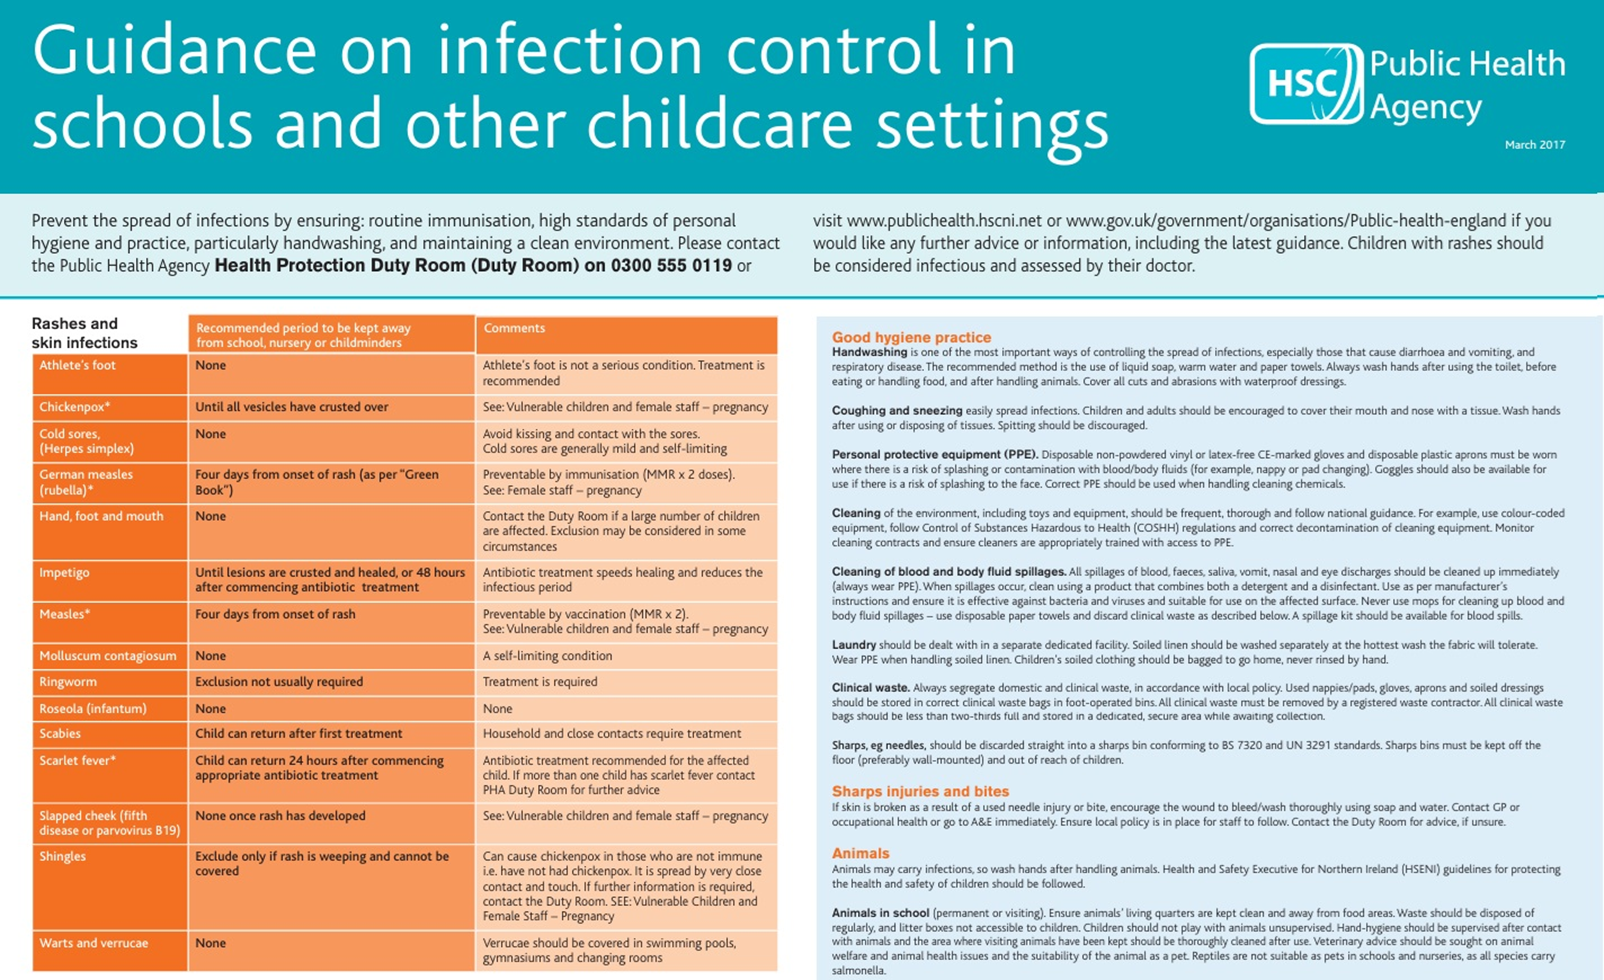 Guidance on infection control in
schools and other childcare settings
HSC
Public Health
Agency
March 2017
Prevent the spread of infections by ensuring: routine immunisation, high standards of personal
hygiene and practice, particularly handwashing, and maintaining a clean environment. Please contact
the Public Health Agency Health Protection Duty Room (Duty Room) on 0300 555 0119 or
visit www.publichealth.hscni.net or www.gov.uk/government/organisations/Public-health-england if you
would like any further advice or information, including the latest guidance. Children with rashes should
be considered infectious and assessed by their doctor.
Rashes and
skin infections
Recommended period to be kept away
from school, nursery or childminders
Comments
Athlete's foot
None
Athlete's foot is not a serious condition. Treatment is
recommended
Chickenpox*
Until all vesicles have crusted over
See: Vulnerable children and female staff – pregnancy
Cold sores,
(Herpes simplex)
None
Avoid kissing and contact with the sores.
Cold sores are generally mild and self-limiting
German measles
(rubella)*
Four days from onset of rash (as per "Green
Book")
Preventable by immunisation (MMR x 2 doses).
See: Female staff – pregnancy
Hand, foot and mouth
None
Contact the Duty Room if a large number of children
are affected. Exclusion may be considered in some
circumstances
Impetigo
Until lesions are crusted and healed, or 48 hours
after commencing antibiotic treatment
Antibiotic treatment speeds healing and reduces the
infectious period
Measles*
Four days from onset of rash
Preventable by vaccination (MMR x 2).
See: Vulnerable children and female staff – pregnancy
Molluscum contagiosum
None
A self-limiting condition
Ringworm
Exclusion not usually required
Treatment is required
Roseola (infantum)
None
None
Scabies
Child can return after first treatment
Household and close contacts require treatment
Scarlet fever*
Child can return 24 hours after commencing
appropriate antibiotic treatment
Antibiotic treatment recommended for the affected
child. If more than one child has scarlet fever contact
PHA Duty Room for further advice
Slapped cheek (fifth
disease or parvovirus B19)
None once rash has developed
See: Vulnerable children and female staff – pregnancy
Shingles
Exclude only if rash is weeping and cannot be
covered
Can cause chickenpox in those who are not immune
i.e. have not had chickenpox. It is spread by very close
contact and touch. If further information is required,
contact the Duty Room. SEE: Vulnerable Children and
Female Staff – Pregnancy
Warts and verrucae
None
Verrucae should be covered in swimming pools,
gymnasiums and changing rooms
Good hygiene practice
Handwashing is one of the most important ways of controlling the spread of infections, especially those that cause diarrhoea and vomiting, and
respiratory disease. The recommended method is the use of liquid soap, warm water and paper towels. Always wash hands after using the toilet, before
eating or handling food, and after handling animals. Cover all cuts and abrasions with waterproof dressings.
Coughing and sneezing easily spread infections. Children and adults should be encouraged to cover their mouth and nose with a tissue. Wash hands
after using or disposing of tissues. Spitting should be discouraged.
Personal protective equipment (PPE). Disposable non-powdered vinyl or latex-free CE-marked gloves and disposable plastic aprons must be worn
where there is a risk of splashing or contamination with blood/body fluids (for example, nappy or pad changing). Goggles should also be available for
use if there is a risk of splashing to the face. Correct PPE should be used when handling cleaning chemicals.
Cleaning of the environment, including toys and equipment, should be frequent, thorough and follow national guidance. For example, use colour-coded
equipment, follow Control of Substances Hazardous to Health (COSHH) regulations and correct decontamination of cleaning equipment. Monitor
cleaning contracts and ensure cleaners are appropriately trained with access to PPE.
Cleaning of blood and body fluid spillages. All spillages of blood, faeces, saliva, vomit, nasal and eye discharges should be cleaned up immediately
(always wear PPE). When spillages occur, clean using a product that combines both a detergent and a disinfectant. Use as per manufacturer's
instructions and ensure it is effective against bacteria and viruses and suitable for use on the affected surface. Never use mops for cleaning up blood and
body fluid spillages – use disposable paper towels and discard clinical waste as described below. A spillage kit should be available for blood spills.
Laundry should be dealt with in a separate dedicated facility. Soiled linen should be washed separately at the hottest wash the fabric will tolerate.
Wear PPE when handling soiled linen. Children's soiled clothing should be bagged to go home, never rinsed by hand.
Clinical waste. Always segregate domestic and clinical waste, in accordance with local policy. Used nappies/pads, gloves, aprons and soiled dressings
should be stored in correct clinical waste bags in foot-operated bins. All clinical waste must be removed by a registered waste contractor. All clinical waste
bags should be less than two-thirds full and stored in a dedicated, secure area while awaiting collection.
Sharps, eg needles, should be discarded straight into a sharps bin conforming to BS 7320 and UN 3291 standards. Sharps bins must be kept off the
floor (preferably wall-mounted) and out of reach of children.
Sharps injuries and bites
If skin is broken as a result of a used needle injury or bite, encourage the wound to bleed/wash thoroughly using soap and water. Contact GP or
occupational health or go to A&E immediately. Ensure local policy is in place for staff to follow. Contact the Duty Room for advice, if unsure.
Animals
Animals may carry infections, so wash hands after handling animals. Health and Safety Executive for Northern Ireland (HSENI) guidelines for protecting
the health and safety of children should be followed.
Animals in school (permanent or visiting). Ensure animals' living quarters are kept clean and away from food areas. Waste should be disposed of
regularly, and litter boxes not accessible to children. Children should not play with animals unsupervised. Hand-hygiene should be supervised after contact
with animals and the area where visiting animals have been kept should be thoroughly cleaned after use. Veterinary advice should be sought on animal
welfare and animal health issues and the suitability of the animal as a pet. Reptiles are not suitable as pets in schools and nurseries, as all species carry
salmonella.